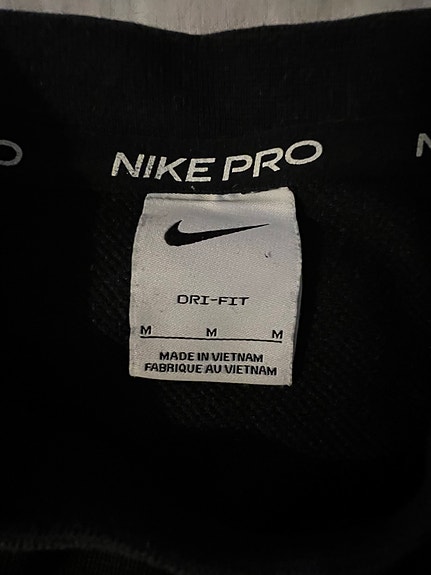 NIKE PRO
DRI-FIT
M M M
MADE IN VIETNAM
FABRIQUE AU VIETNAM